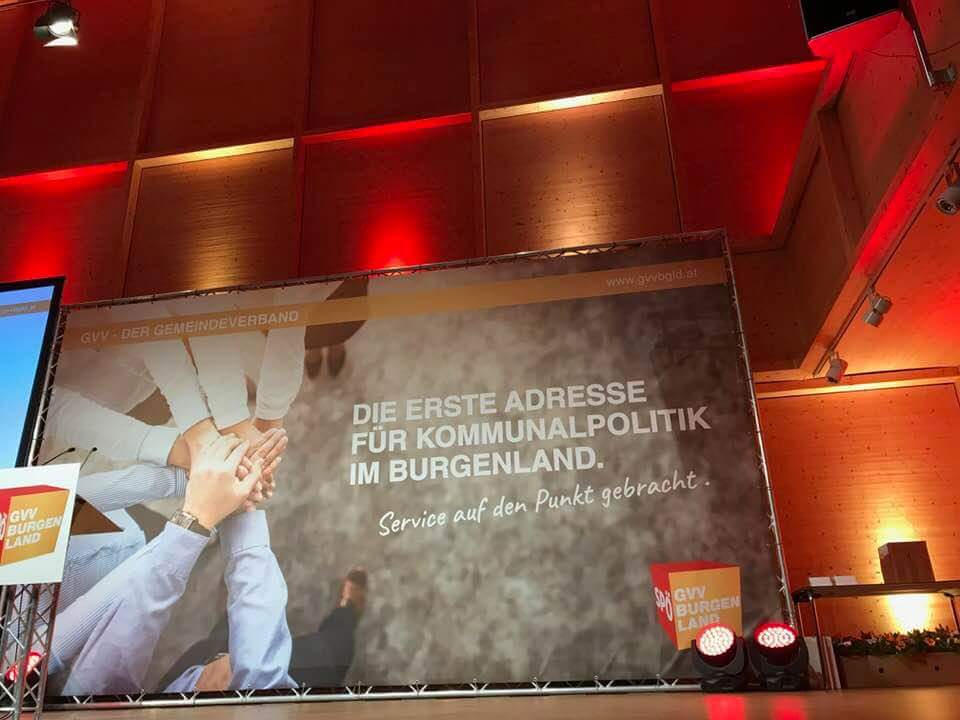 www.gvvbgld.at
GVV - DER GEMEINDEVERBAND
DIE ERSTE ADRESSE
FÜR KOMMUNALPOLITIK
IM BURGENLAND.
Service auf den Punkt gebracht .
SPÖ
GVV
BURGEN
LAND
SPÖ
GVV
BURGEN
LAND